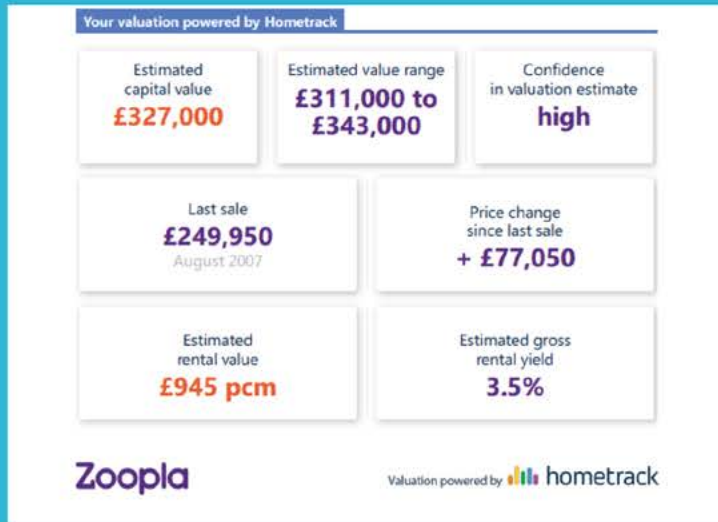 Your valuation powered by Hometrack
Estimated
capital value
£327,000
Estimated value range
£311,000 to
£343,000
Confidence
in valuation estimate
high
Last sale
£249,950
August 2007
Price change
since last sale
+ £77,050
Estimated
rental value
£945 pcm
Estimated gross
rental yield
3.5%
Zoopla
Valuation powered by hometrack